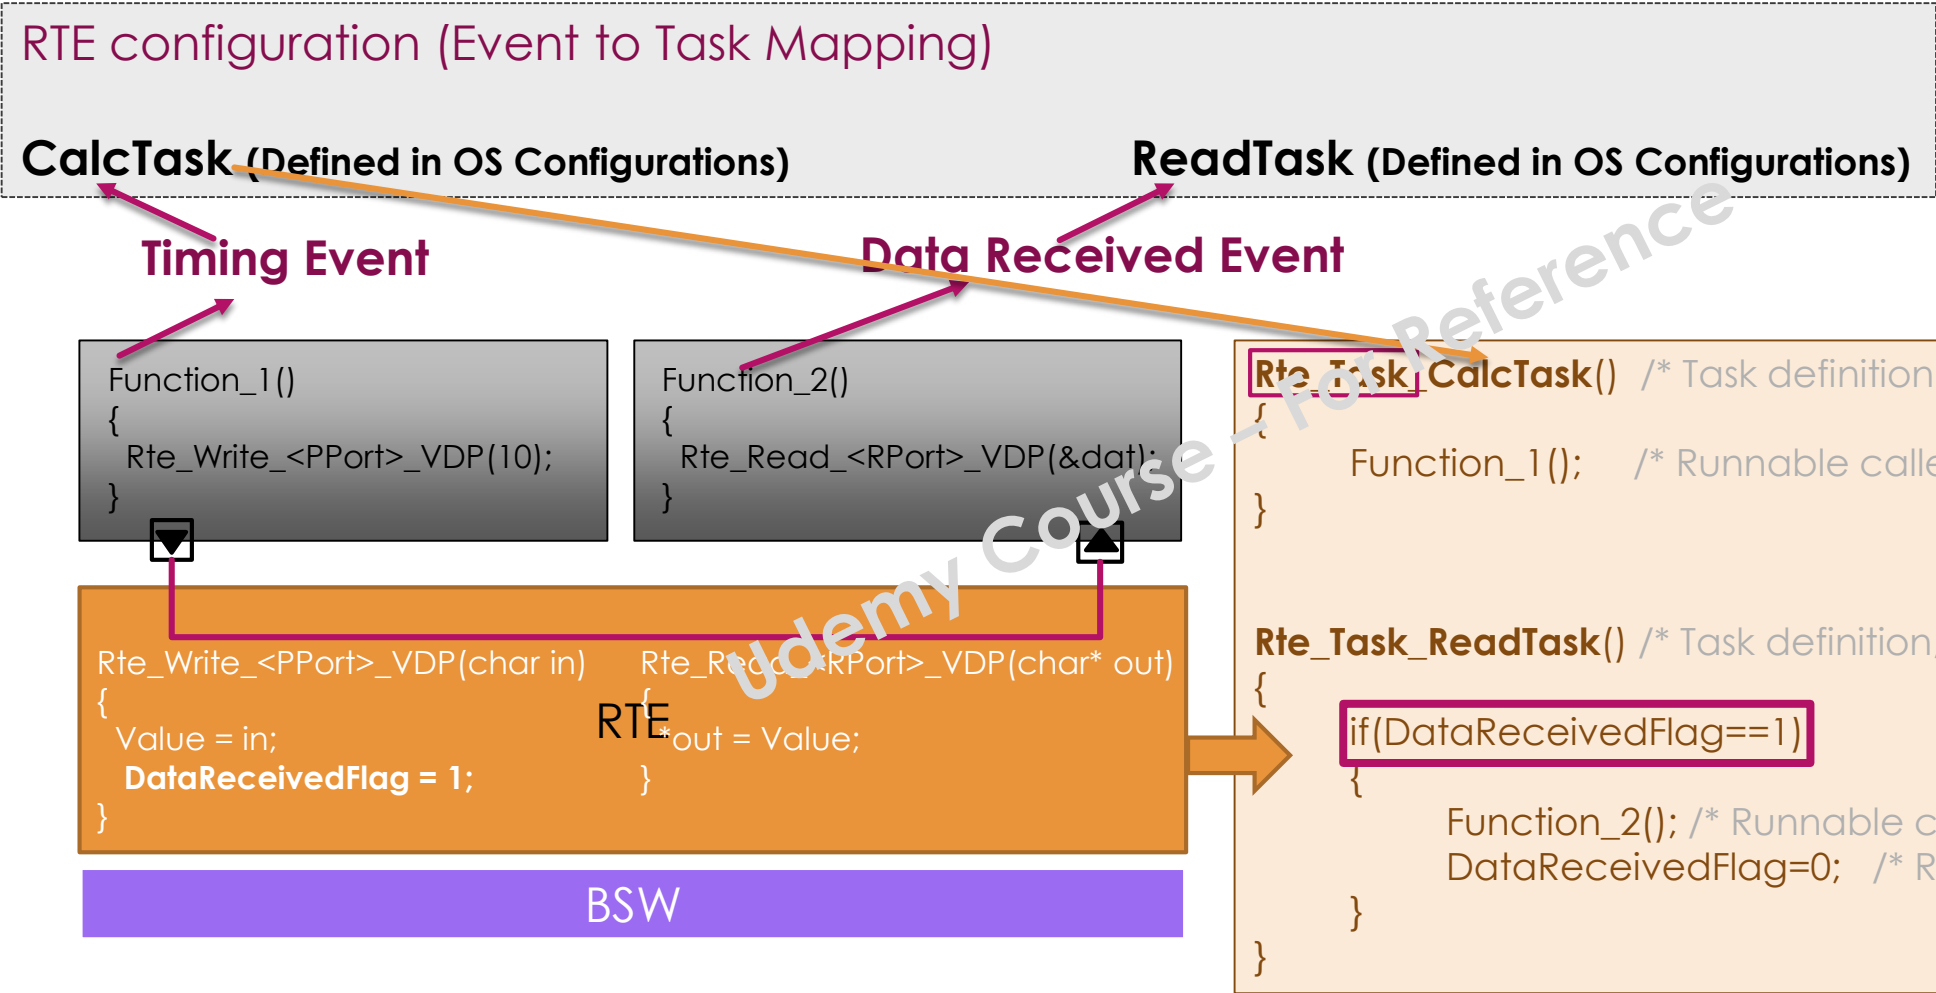 RTE configuration (Event to Task Mapping)
CalcTask (Defined in OS Configurations)
ReadTask (Defined in OS Configurations)
Timing Event
Data Received Event
Function_1()
{
Rte_Write_<PPort>_VDP(10);
}
Function_2()
{
Rte_Read_<RPort>_VDP(&dat);
}
Rte_Write_<PPort>_VDP(char in)
{
Value = in;
DataReceivedFlag = 1;
}
Rte_Read_<RPort>_VDP(char* out)
{
*out = Value;
}
RTE
BSW
Rte_Task_CalcTask() /* Task definition
{
Function_1(); /* Runnable calle
}
Rte_Task_ReadTask() /* Task definition,
{
if(DataReceivedFlag==1)
{
Function_2(); /* Runnable c
DataReceivedFlag=0; /* R
}
}
Udemy Course – For Reference